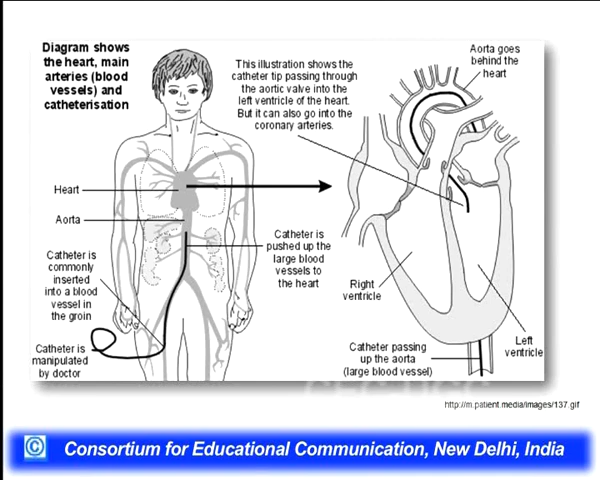 Diagram shows
the heart, main
arteries (blood
vessels) and
catheterisation
This illustration shows the
catheter tip passing through
the aortic valve into the
left ventricle of the heart.
But it can also go into the
coronary arteries.
Aorta goes
behind the
heart
Heart
Aorta
Catheter is
commonly
inserted
into a blood
vessel in
the groin
Catheter is
manipulated
by doctor
Catheter is
pushed up the
large blood
vessels to
the heart
Right
ventricle
Left
ventricle
Catheter passing
up the aorta
(large blood vessel)
http://m.patient.media/images/137.gif
© Consortium for Educational Communication, New Delhi, India